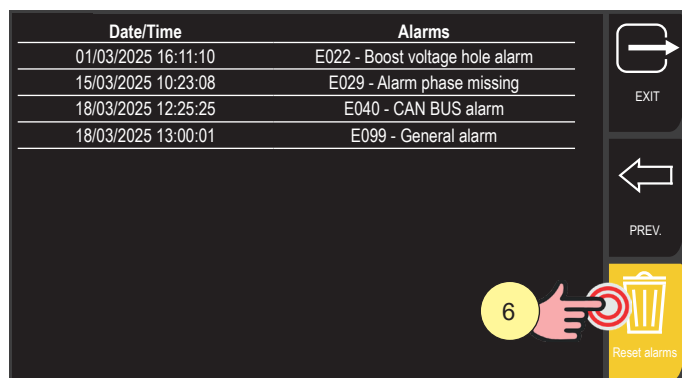 Date/Time Alarms
01/03/2025 16:11:10 E022 - Boost voltage hole alarm
15/03/2025 10:23:08 E029 - Alarm phase missing
18/03/2025 12:25:25 E040 - CAN BUS alarm
18/03/2025 13:00:01 E099 - General alarm
EXIT
PREV.
6
Reset alarms